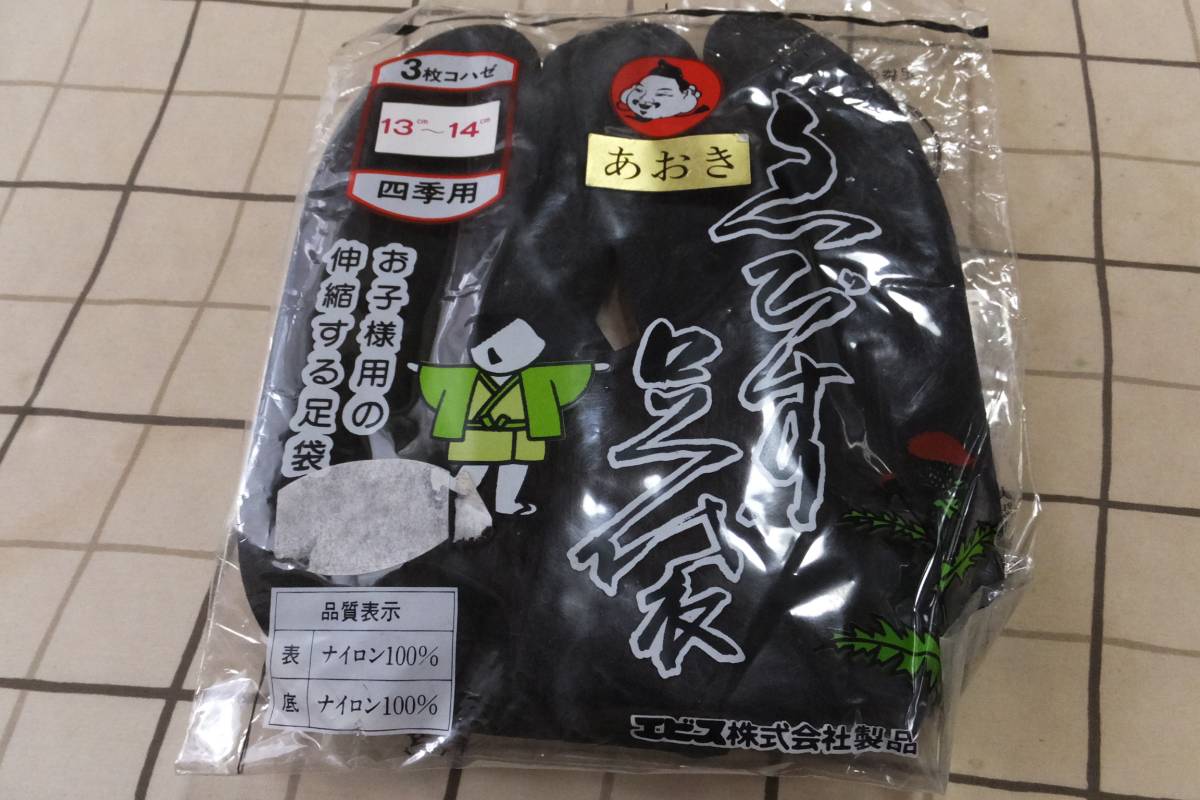 3枚コハゼ
13cm～14cm
四季用
あおき
ゑびす
足袋
お子様用の
伸縮する足袋
品質表示
表 ナイロン100%
底 ナイロン100%
エビス株式会社製品